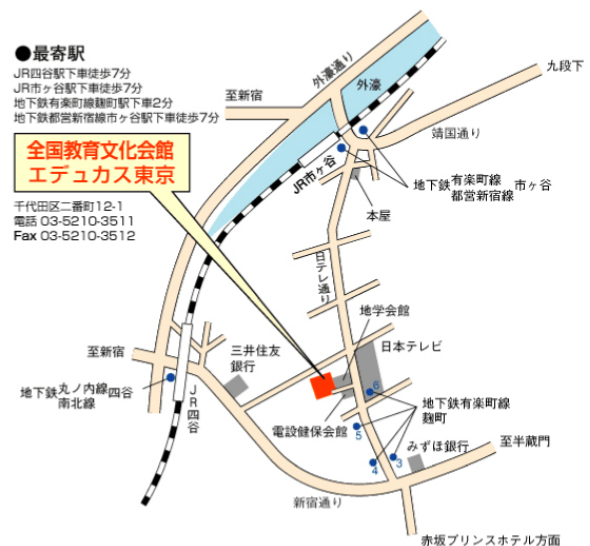 ●最寄駅
JR四谷駅下車徒歩7分
JR市ヶ谷駅下車徒歩7分
地下鉄有楽町線麹町駅下車2分
地下鉄都営新宿線市ヶ谷駅下車徒歩7分
全国教育文化会館
エデュカス東京
千代田区二番町12-1
電話 03-5210-3511
Fax 03-5210-3512
外濠通り
外濠
九段下
至新宿
靖国通り
JR市ヶ谷
地下鉄有楽町線
都営新宿線
市ヶ谷
本屋
日テレ通り
地学会館
日本テレビ
至新宿
三井住友
銀行
地下鉄丸ノ内線
南北線
四谷
JR四谷
6
地下鉄有楽町線
麹町
電設健保会館
5
みずほ銀行
至半蔵門
4
3
新宿通り
赤坂プリンスホテル方面